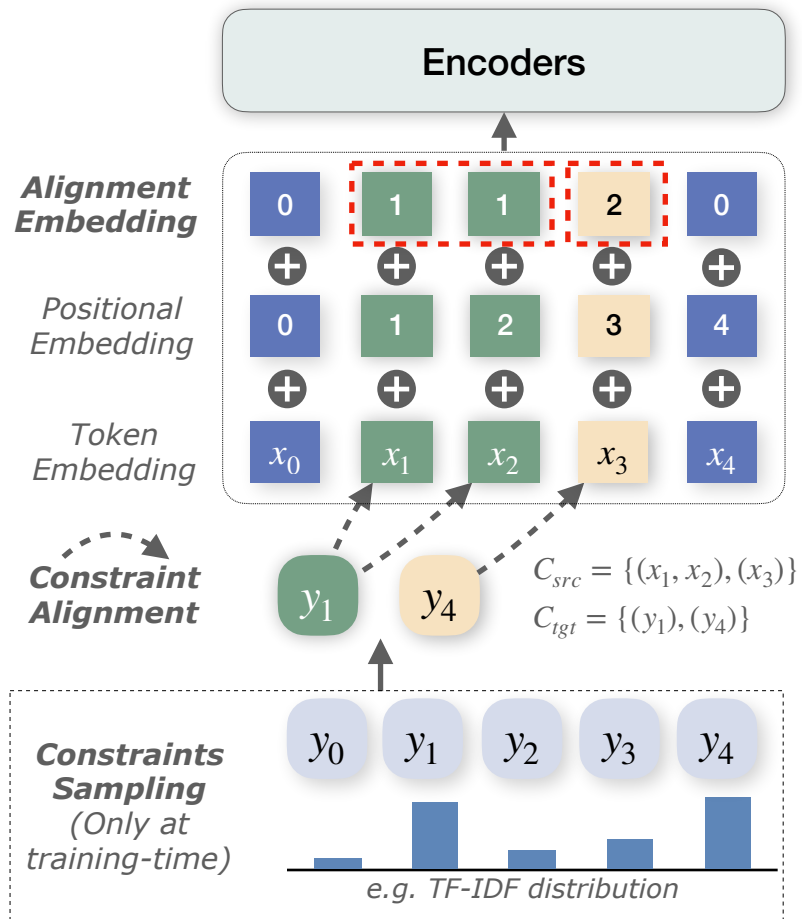 Encoders
Alignment
Embedding
0 1 1 2 0
Positional
Embedding
0 1 2 3 4
Token
Embedding
x₀ x₁ x₂ x₃ x₄
Constraint
Alignment
y₁ y₄
C_src = {(x₁, x₂), (x₃)}
C_tgt = {(y₁), (y₄)}
Constraints
Sampling
(Only at
training-time)
y₀ y₁ y₂ y₃ y₄
e.g. TF-IDF distribution